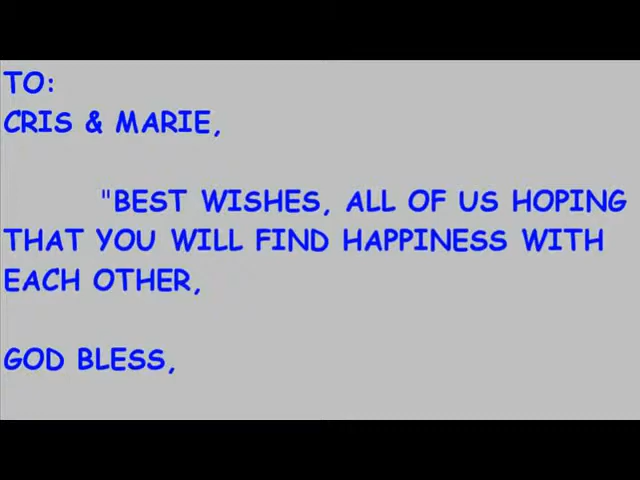 TO:
CRIS & MARIE,
"BEST WISHES, ALL OF US HOPING
THAT YOU WILL FIND HAPPINESS WITH
EACH OTHER,
GOD BLESS,